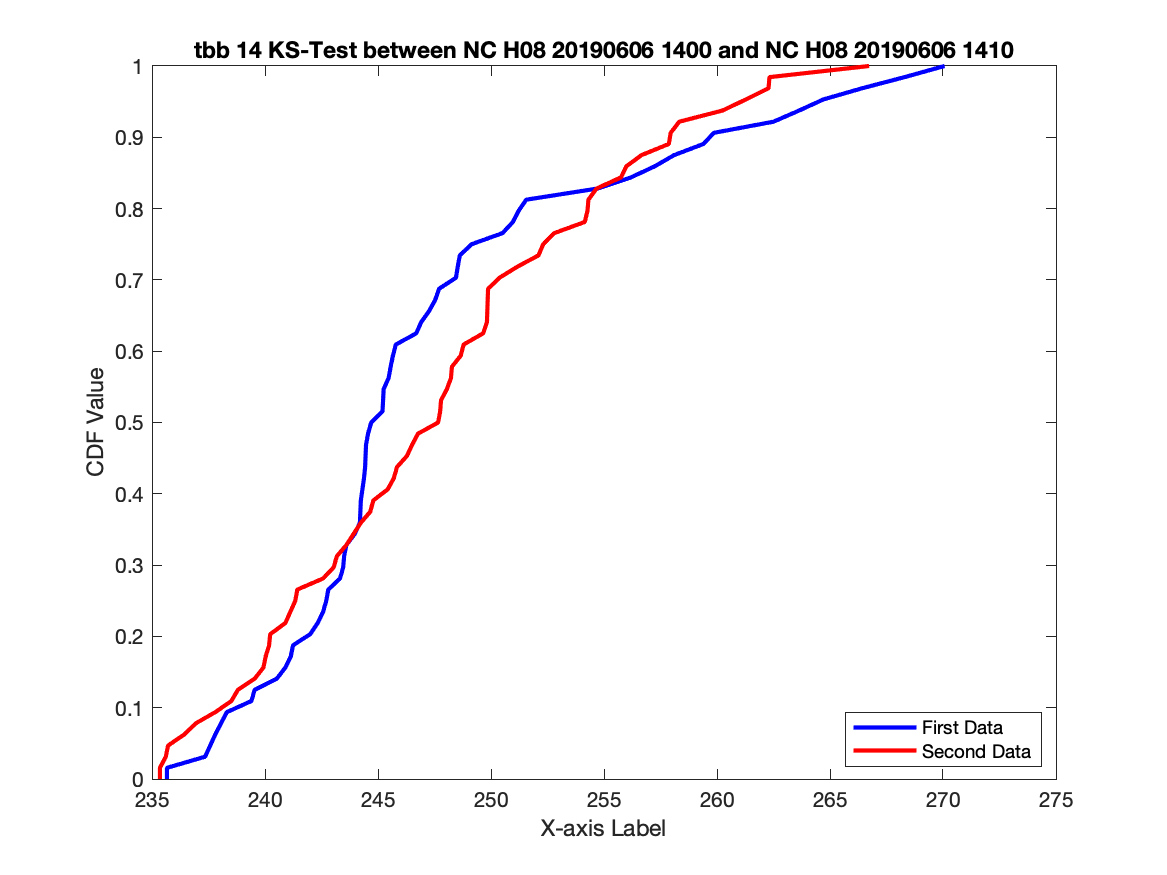 tbb 14 KS-Test between NC H08 20190606 1400 and NC H08 20190606 1410
1
0.9
0.8
0.7
0.6
0.5
0.4
0.3
0.2
0.1
0
CDF Value
First Data
Second Data
235 240 245 250 255 260 265 270 275
X-axis Label